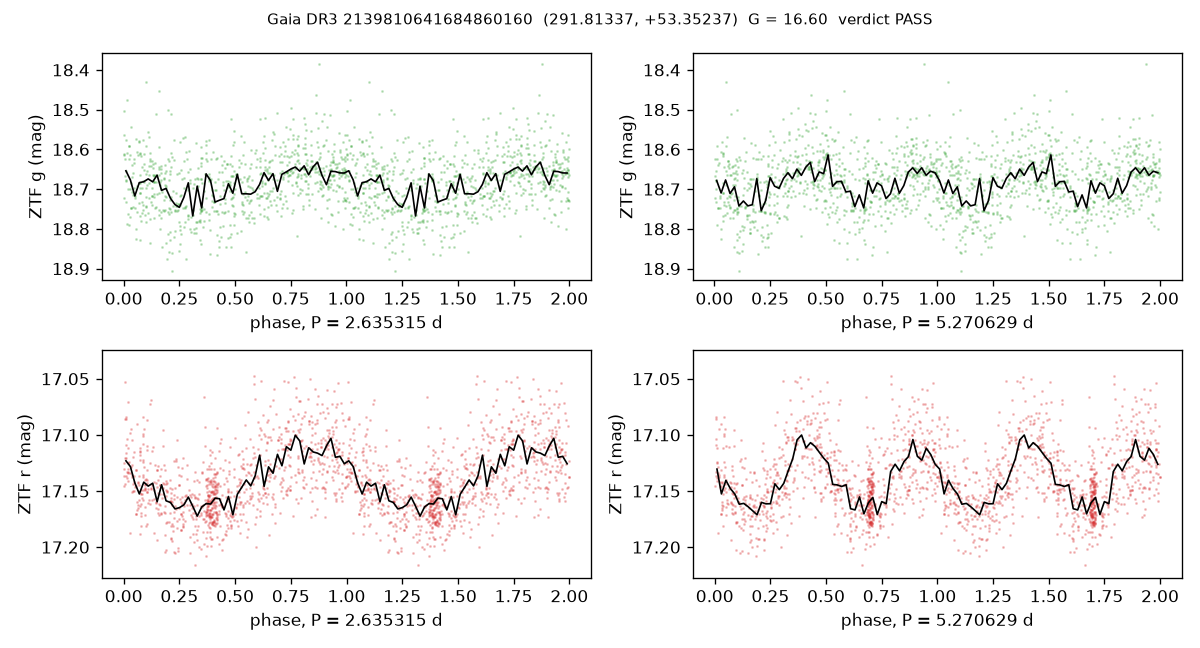 Gaia DR3 2139810641684860160 (291.81337, +53.35237) G = 16.60 verdict PASS
ZTF g (mag)
18.4
18.5
18.6
18.7
18.8
18.9
0.00 0.25 0.50 0.75 1.00 1.25 1.50 1.75 2.00
phase, P = 2.635315 d
ZTF g (mag)
18.4
18.5
18.6
18.7
18.8
18.9
0.00 0.25 0.50 0.75 1.00 1.25 1.50 1.75 2.00
phase, P = 5.270629 d
ZTF r (mag)
17.05
17.10
17.15
17.20
0.00 0.25 0.50 0.75 1.00 1.25 1.50 1.75 2.00
phase, P = 2.635315 d
ZTF r (mag)
17.05
17.10
17.15
17.20
0.00 0.25 0.50 0.75 1.00 1.25 1.50 1.75 2.00
phase, P = 5.270629 d